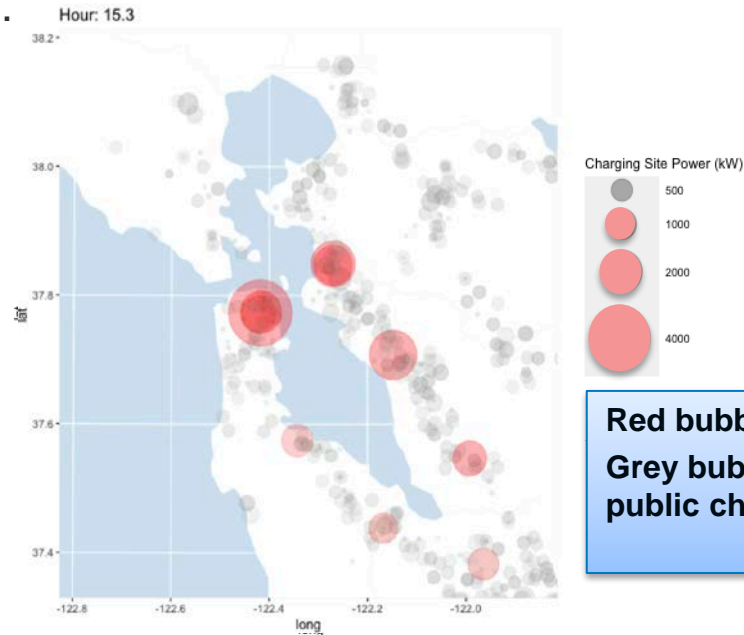 Hour: 15.3
38.2
38.0
37.8
37.6
37.4
lat
-122.8
-122.6
-122.4
-122.2
-122.0
long
Charging Site Power (kW)
500
1000
2000
4000
Red bubb
Grey bub
public ch